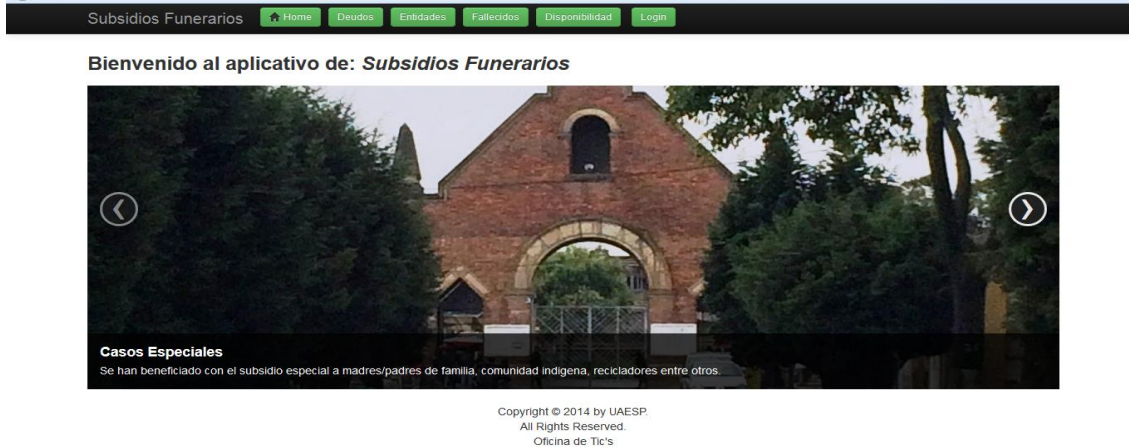 Subsidios Funerarios Home Deudos Entidades Fallecidos Disponibilidad Login
Bienvenido al aplicativo de: Subsidios Funerarios
Casos Especiales
Se han beneficiado con el subsidio especial a madres/padres de familia, comunidad indigena, recicladores entre otros.
Copyright © 2014 by UAESP.
All Rights Reserved.
Oficina de Tic's